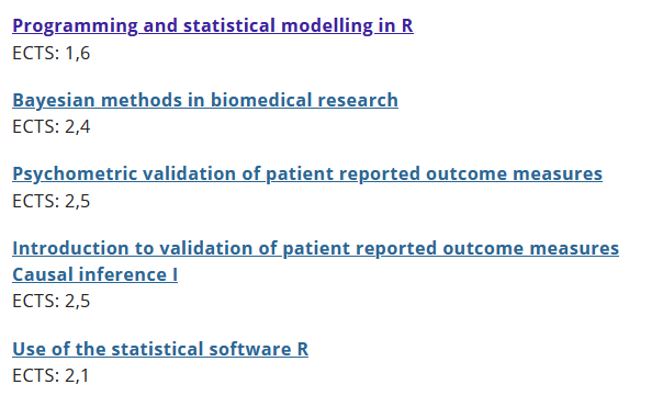 Programming and statistical modelling in R
ECTS: 1,6
Bayesian methods in biomedical research
ECTS: 2,4
Psychometric validation of patient reported outcome measures
ECTS: 2,5
Introduction to validation of patient reported outcome measures
Causal inference I
ECTS: 2,5
Use of the statistical software R
ECTS: 2,1